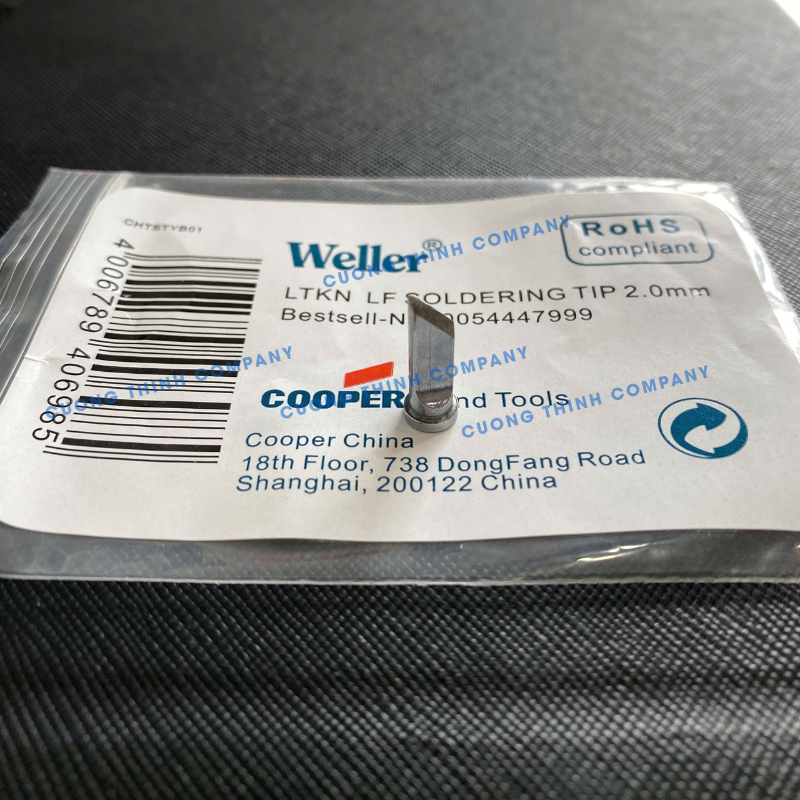 CHTSTYB01
4 006789 406985
Weller®
RoHS
compliant
LTKN LF SOLDERING TIP 2.0mm
Bestsell-N 0054447999
COOPER nd Tools
Cooper China
18th Floor, 738 DongFang Road
Shanghai, 200122 China
CUONG THINH COMPANY
CUONG THINH COMPANY
CUONG THINH COMPANY
CUONG THINH COMPANY